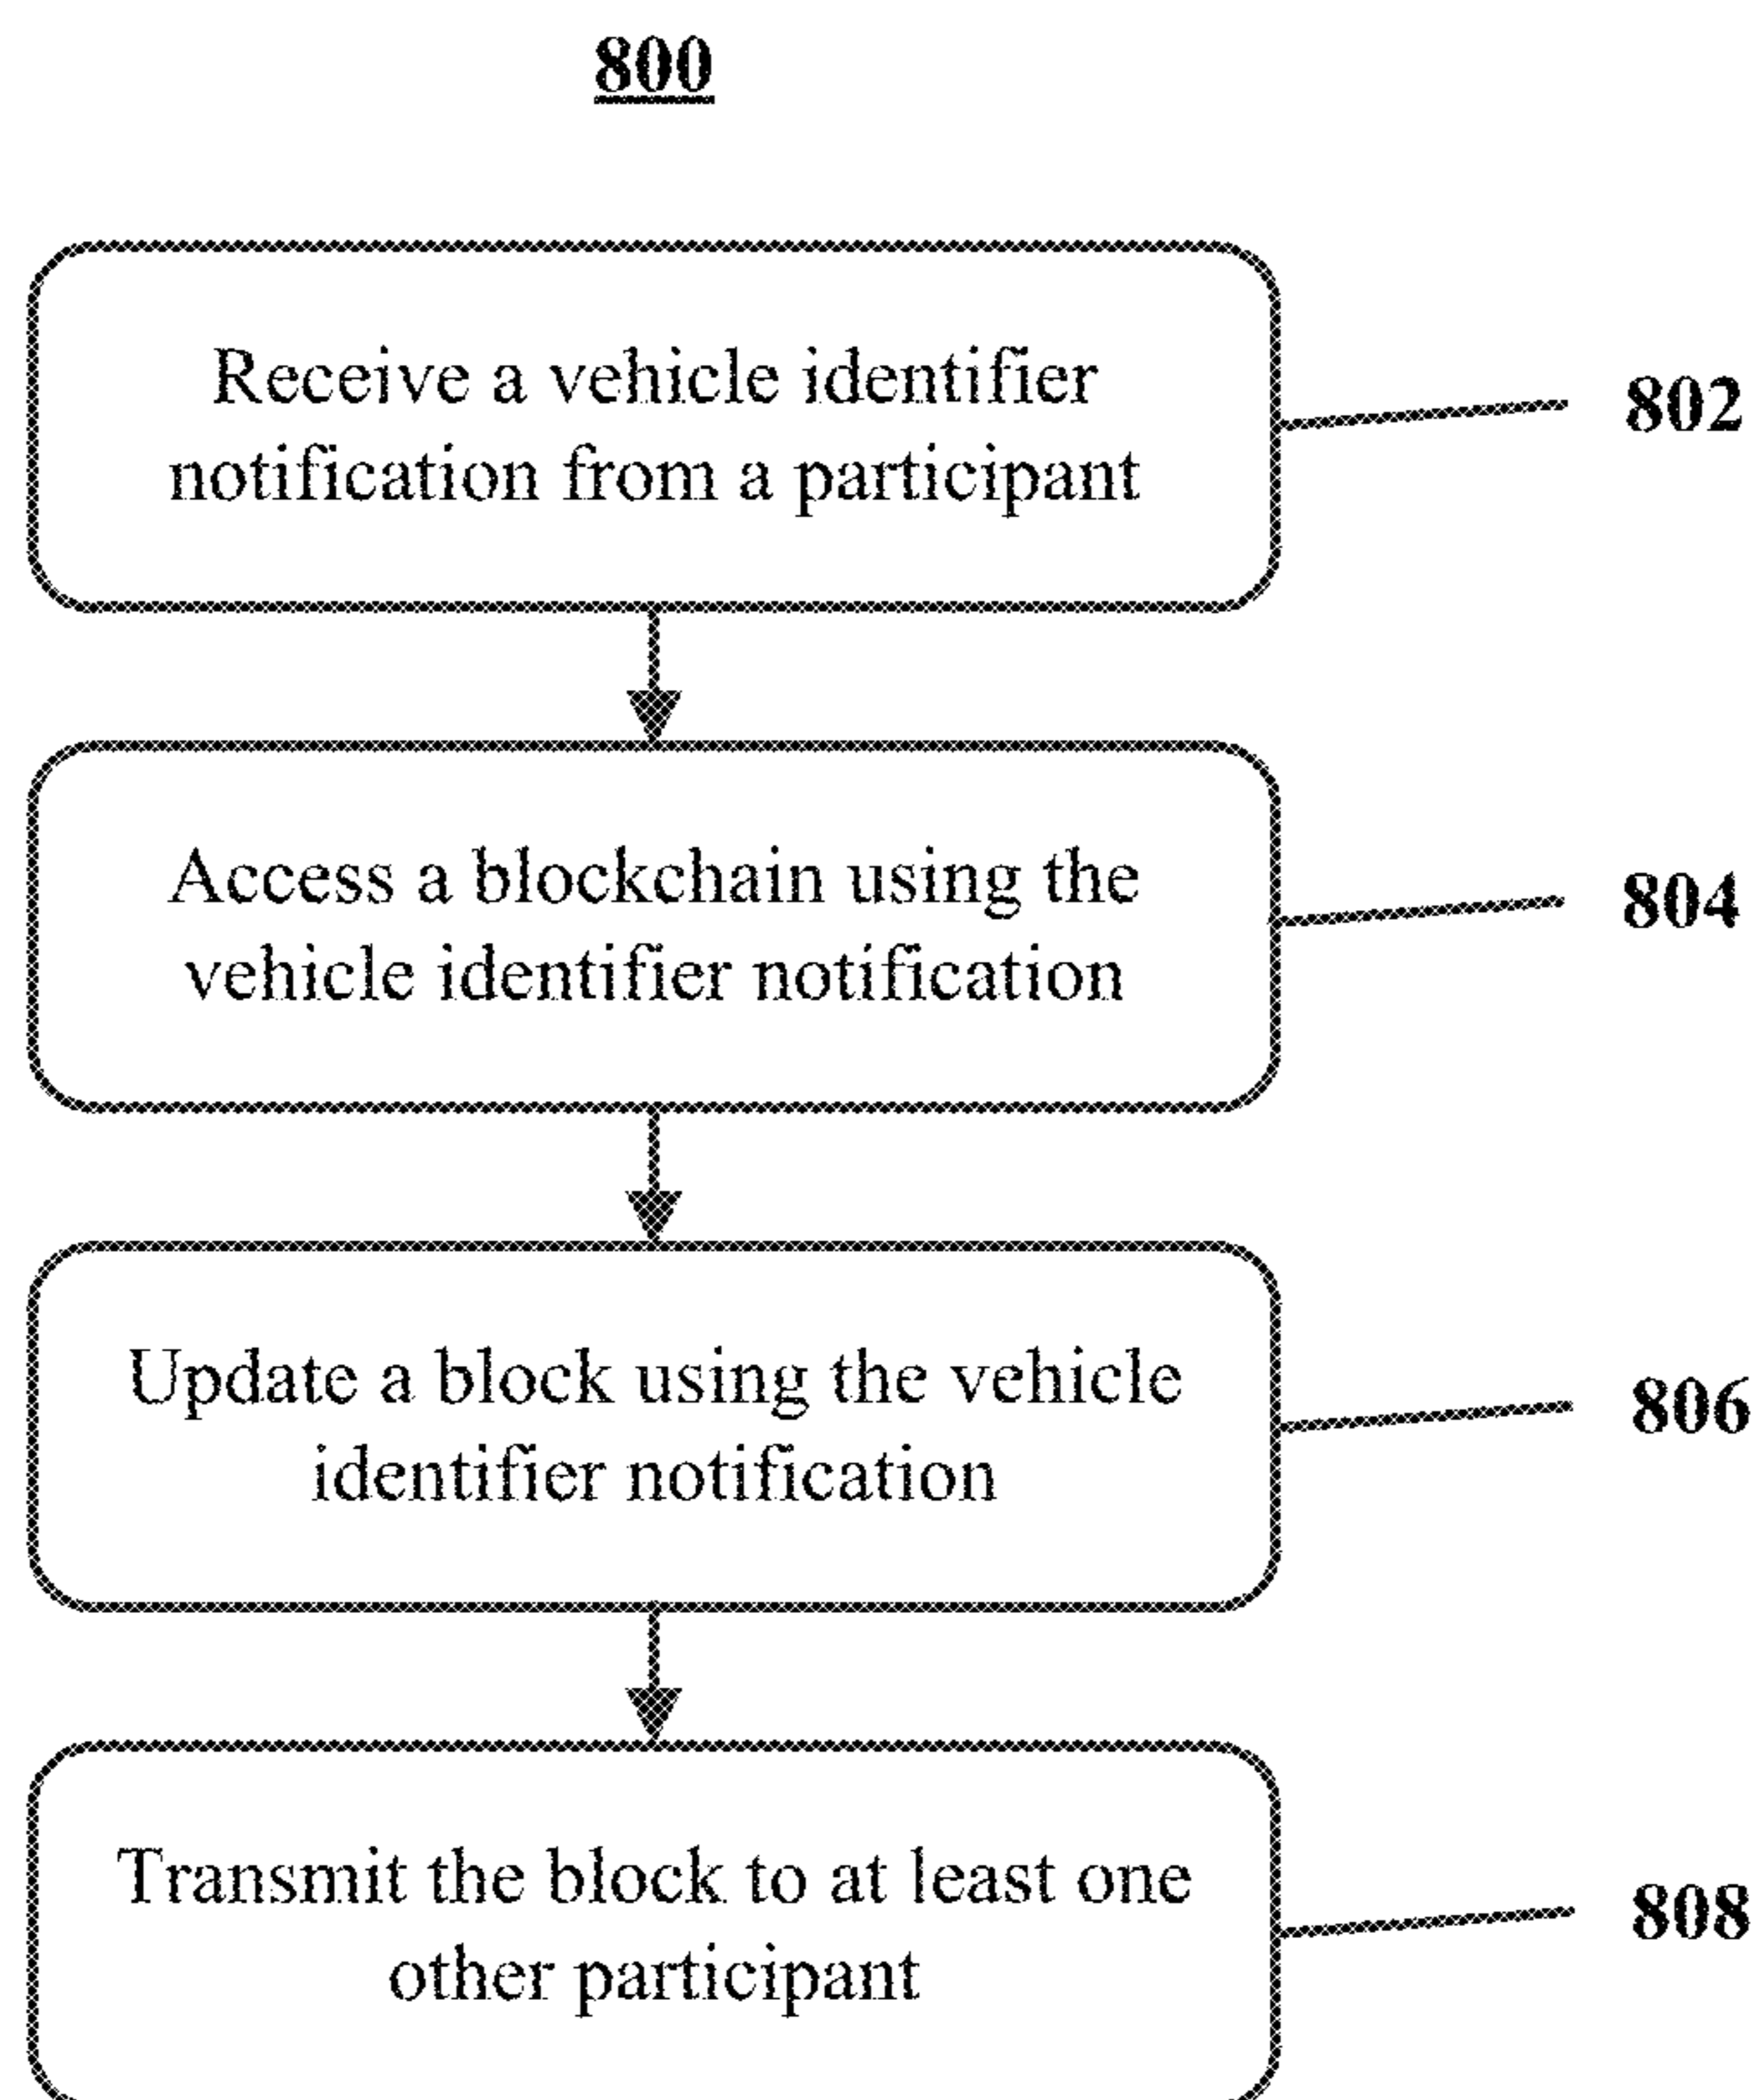 800
Receive a vehicle identifier
notification from a participant
802
Access a blockchain using the
vehicle identifier notification
804
Update a block using the vehicle
identifier notification
806
Transmit the block to at least one
other participant
808